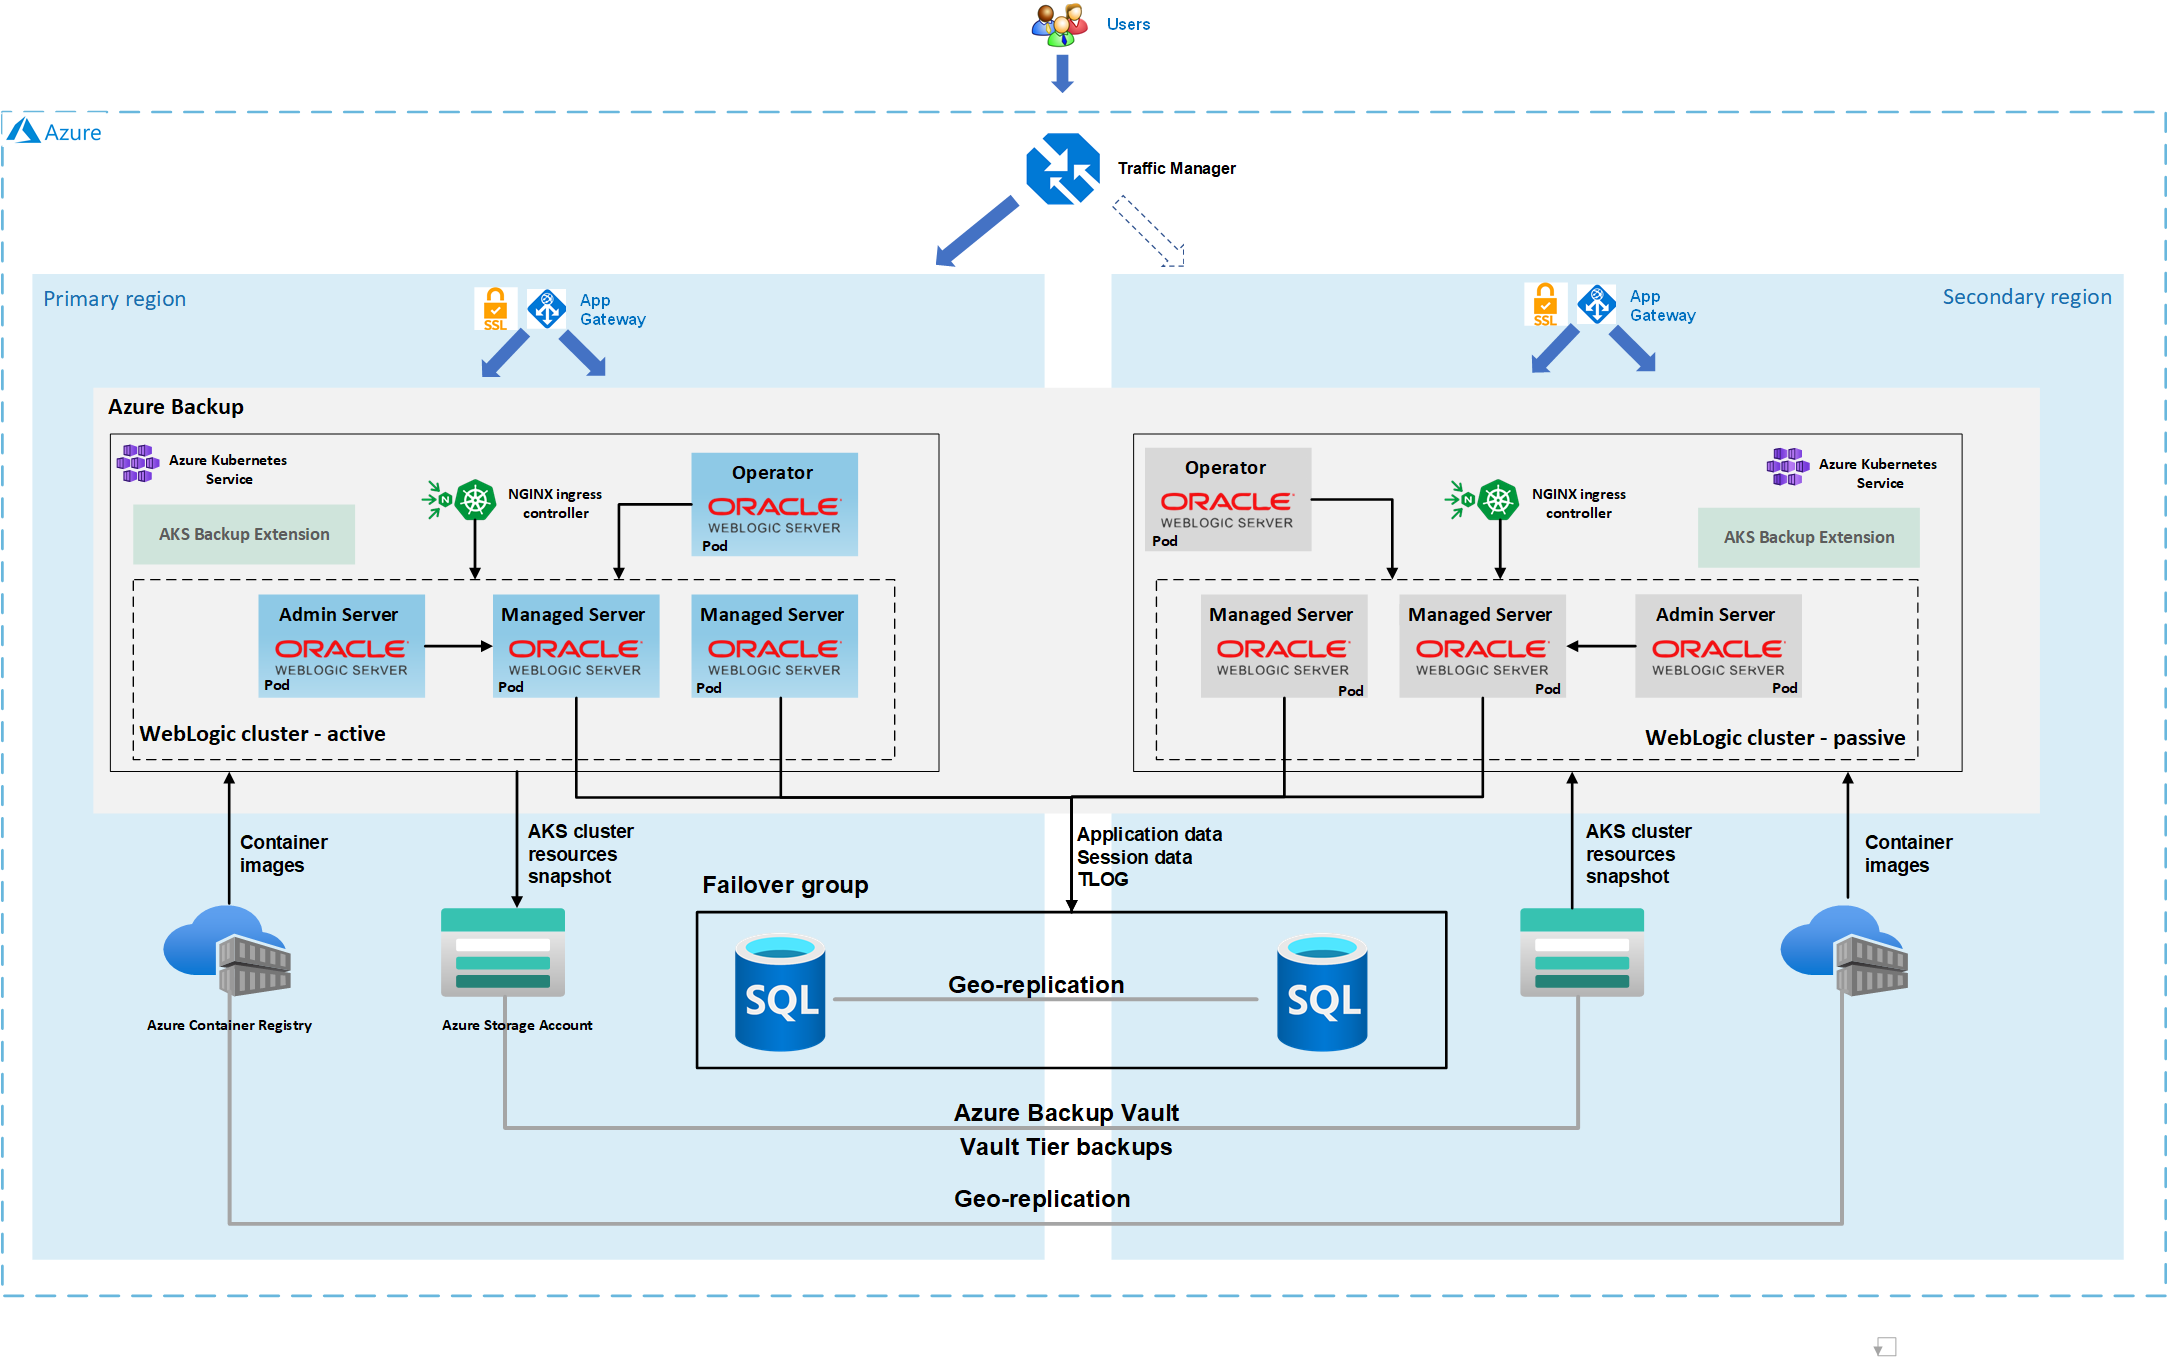 Users
Azure
Traffic Manager
Primary region
SSL
App
Gateway
SSL
App
Gateway
Secondary region
Azure Backup
Azure Kubernetes
Service
AKS Backup Extension
N
NGINX ingress
controller
Operator
ORACLE
WEBLOGIC SERVER
Pod
Admin Server
ORACLE
WEBLOGIC SERVER
Pod
Managed Server
ORACLE
WEBLOGIC SERVER
Pod
Managed Server
ORACLE
WEBLOGIC SERVER
Pod
WebLogic cluster - active
Operator
ORACLE
WEBLOGIC SERVER
Pod
N
NGINX ingress
controller
Azure Kubernetes
Service
AKS Backup Extension
Managed Server
ORACLE
WEBLOGIC SERVER
Pod
Managed Server
ORACLE
WEBLOGIC SERVER
Pod
Admin Server
ORACLE
WEBLOGIC SERVER
Pod
WebLogic cluster - passive
Container
images
AKS cluster
resources
snapshot
Application data
Session data
TLOG
AKS cluster
resources
snapshot
Container
images
Failover group
SQL
Geo-replication
SQL
Azure Container Registry
Azure Storage Account
Azure Backup Vault
Vault Tier backups
Geo-replication